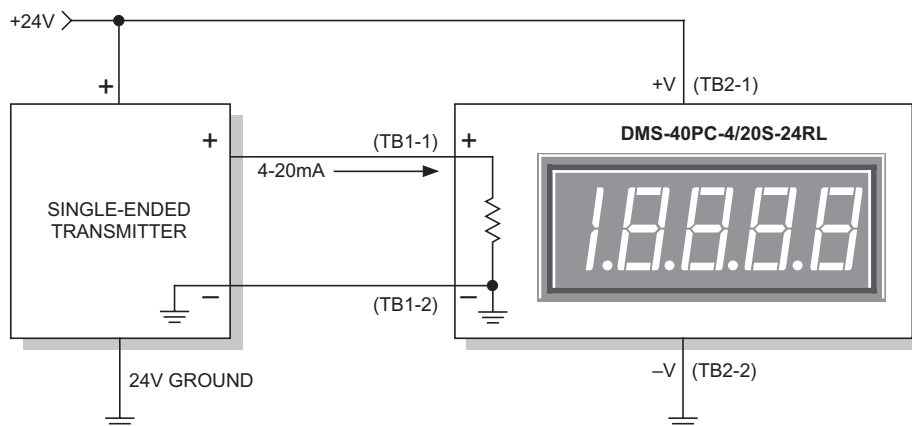 +24V
+V (TB2-1)
+
DMS-40PC-4/20S-24RL
+
(TB1-1)
+
4-20mA
SINGLE-ENDED
TRANSMITTER
1.8.8.8.8
–
(TB1-2)
–
24V GROUND
–V (TB2-2)